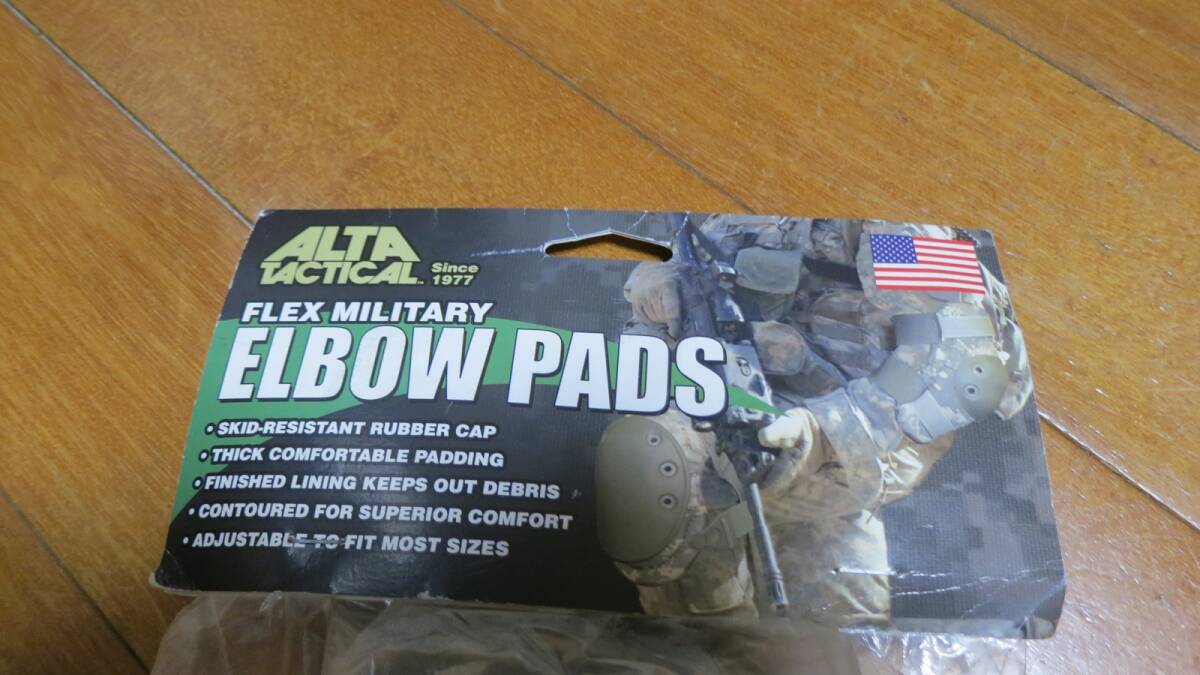 ALTA
TACTICAL™ Since
1977
FLEX MILITARY
ELBOW PADS
• SKID-RESISTANT RUBBER CAP
• THICK COMFORTABLE PADDING
• FINISHED LINING KEEPS OUT DEBRIS
• CONTOURED FOR SUPERIOR COMFORT
• ADJUSTABLE TO FIT MOST SIZES